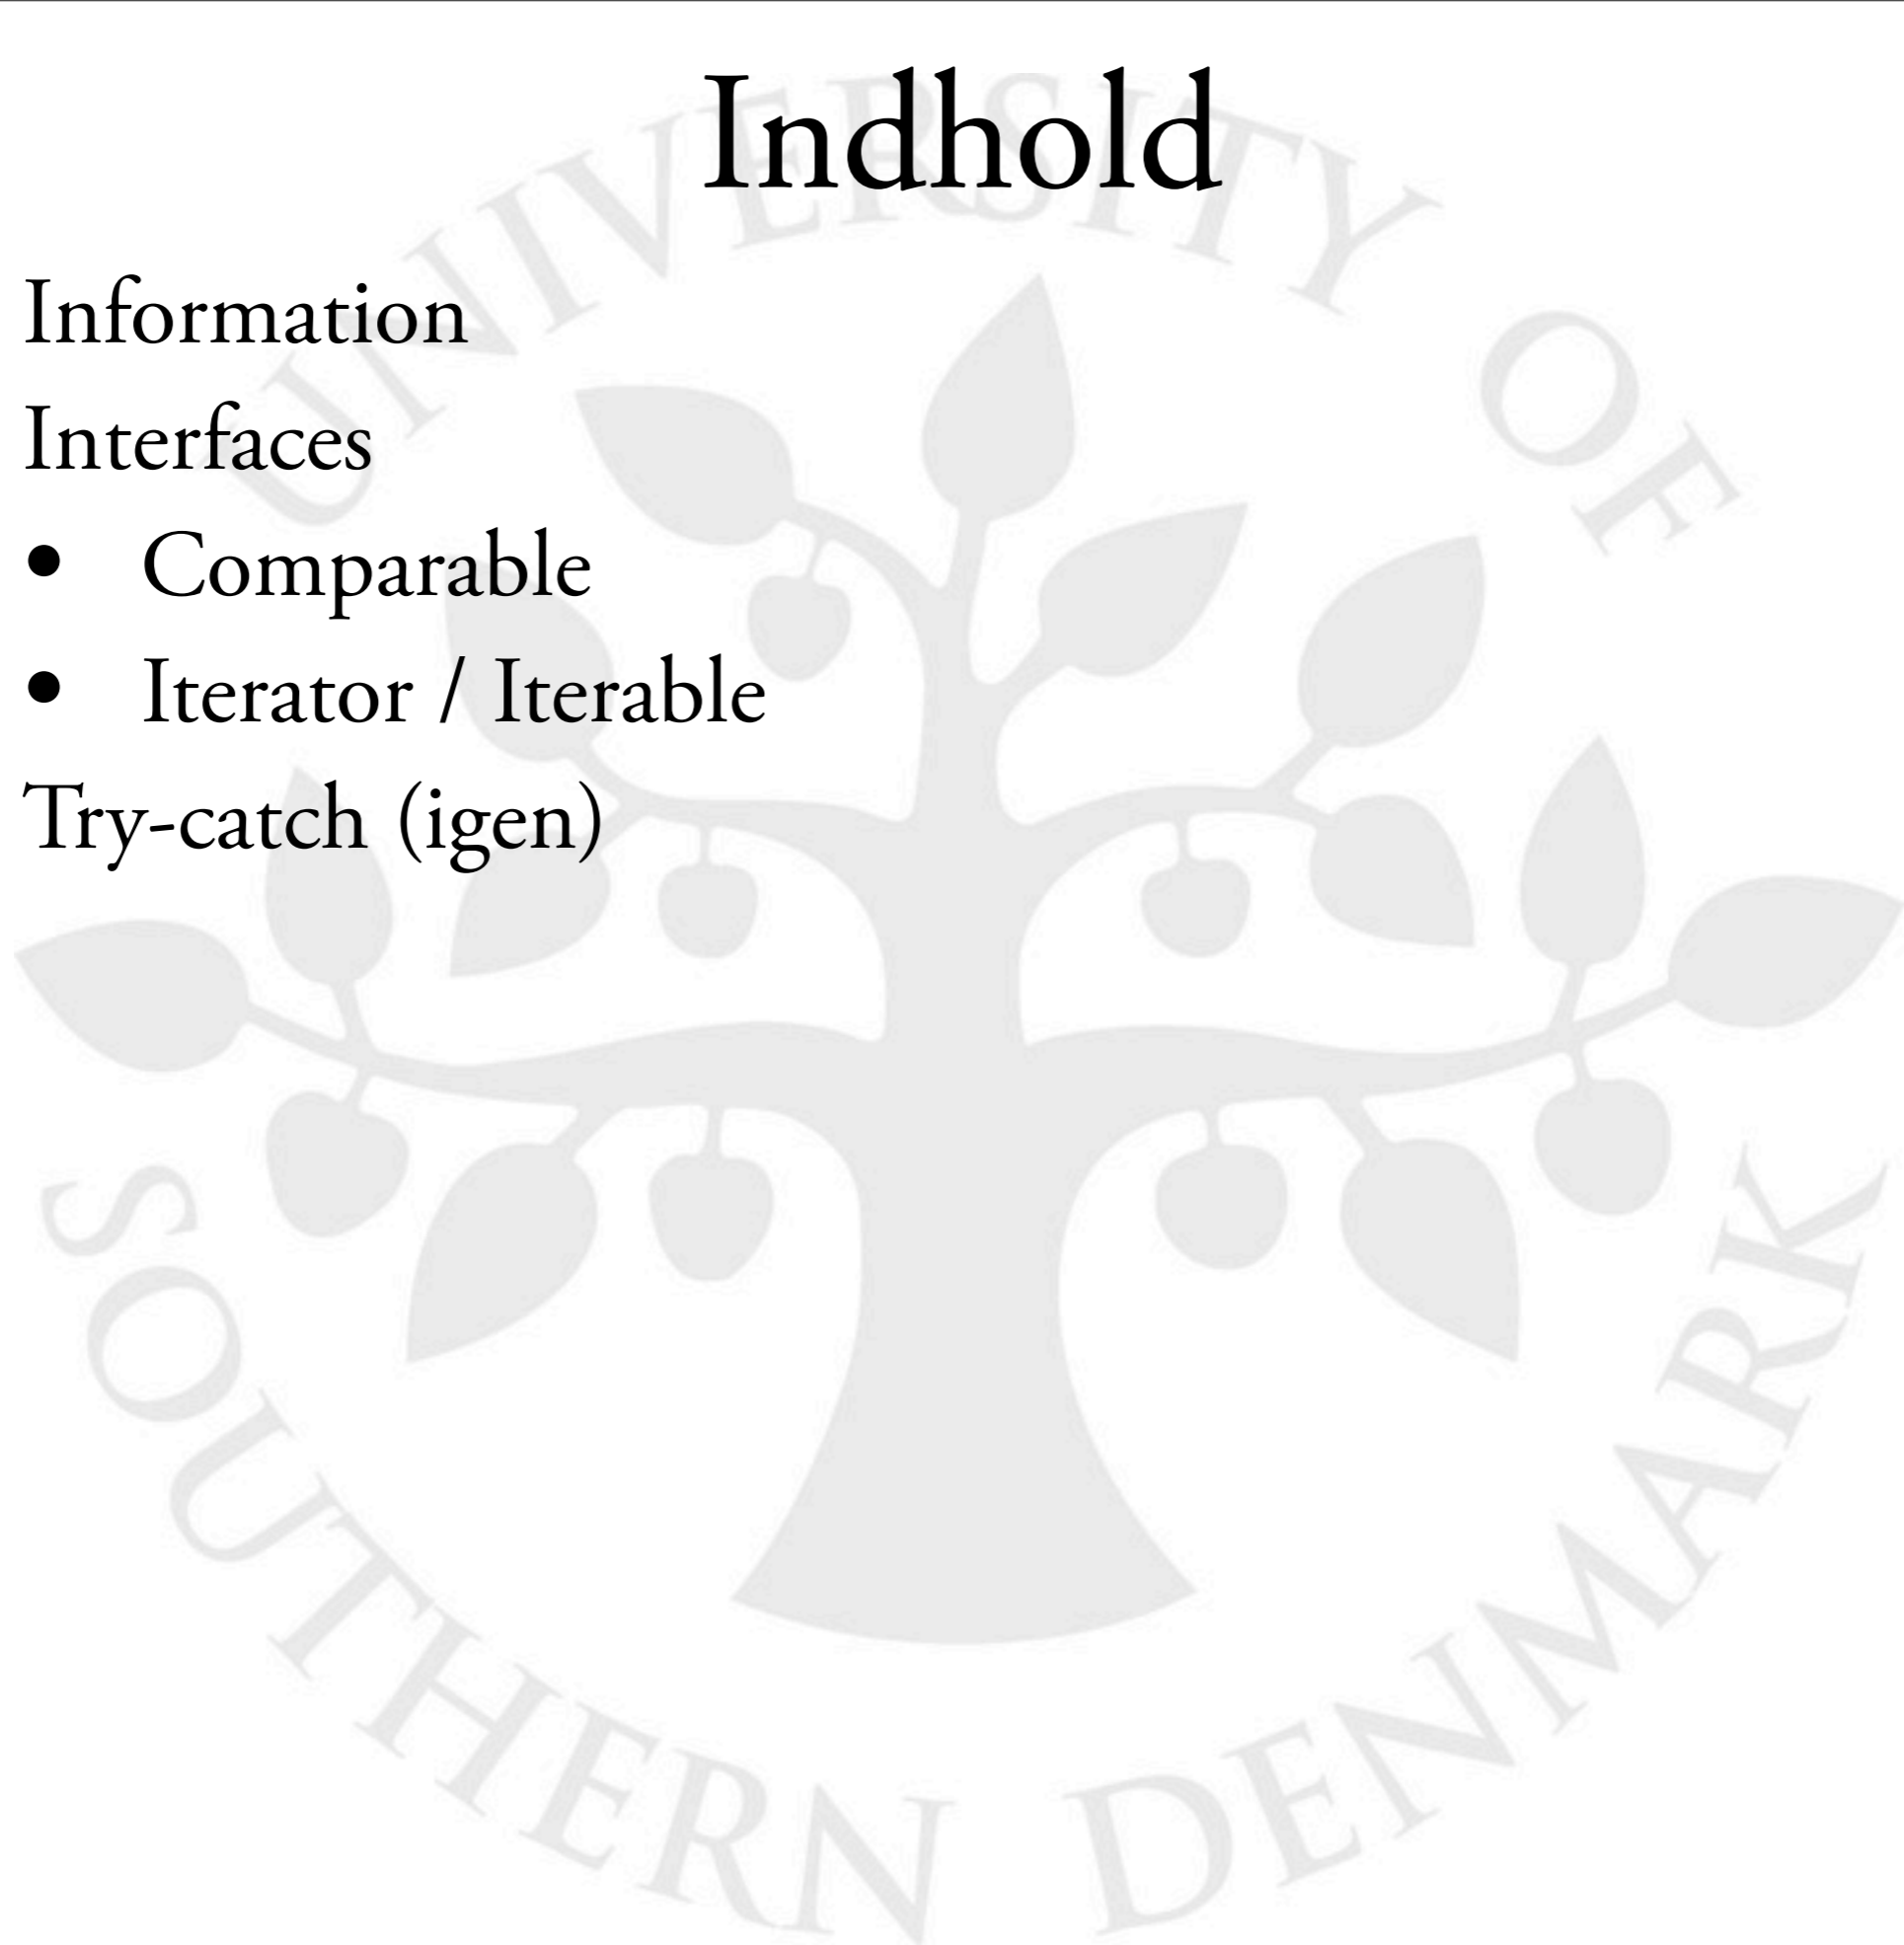 Indhold
Information
Interfaces
• Comparable
• Iterator / Iterable
Try-catch (igen)
UNIVERSITY OF
SOUTHERN DENMARK